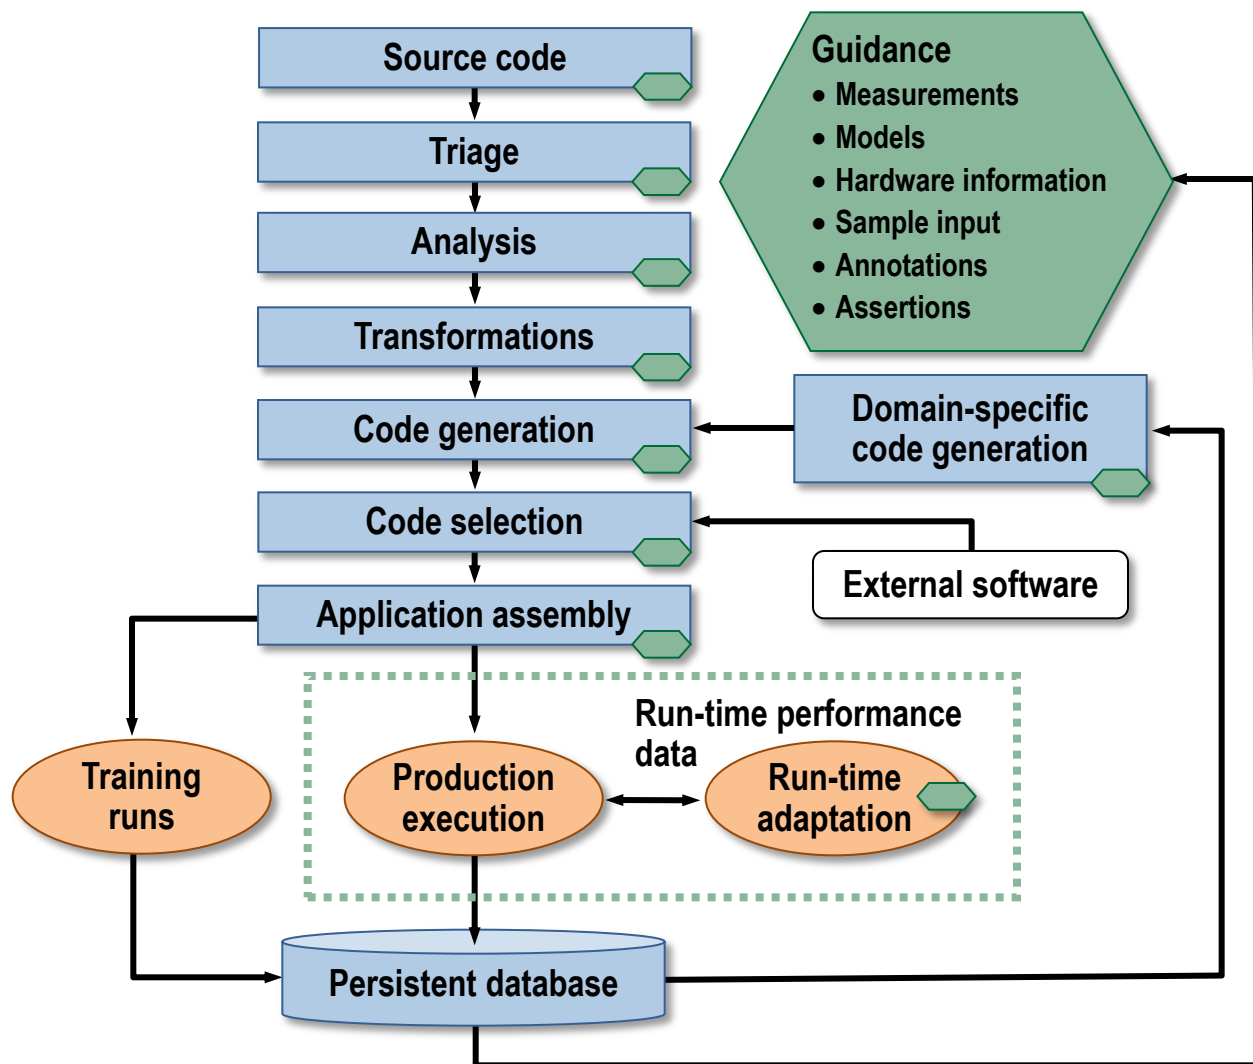 Source code
Triage
Analysis
Transformations
Code generation
Code selection
Application assembly
Guidance
• Measurements
• Models
• Hardware information
• Sample input
• Annotations
• Assertions
Domain-specific
code generation
External software
Run-time performance
data
Training
runs
Production
execution
Run-time
adaptation
Persistent database